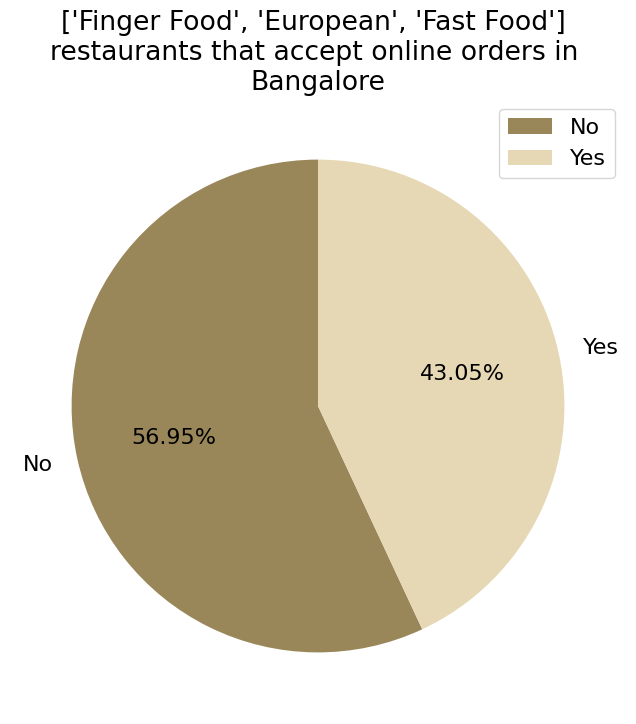 ['Finger Food', 'European', 'Fast Food']
restaurants that accept online orders in
Bangalore
No
Yes
Yes
43.05%
56.95%
No